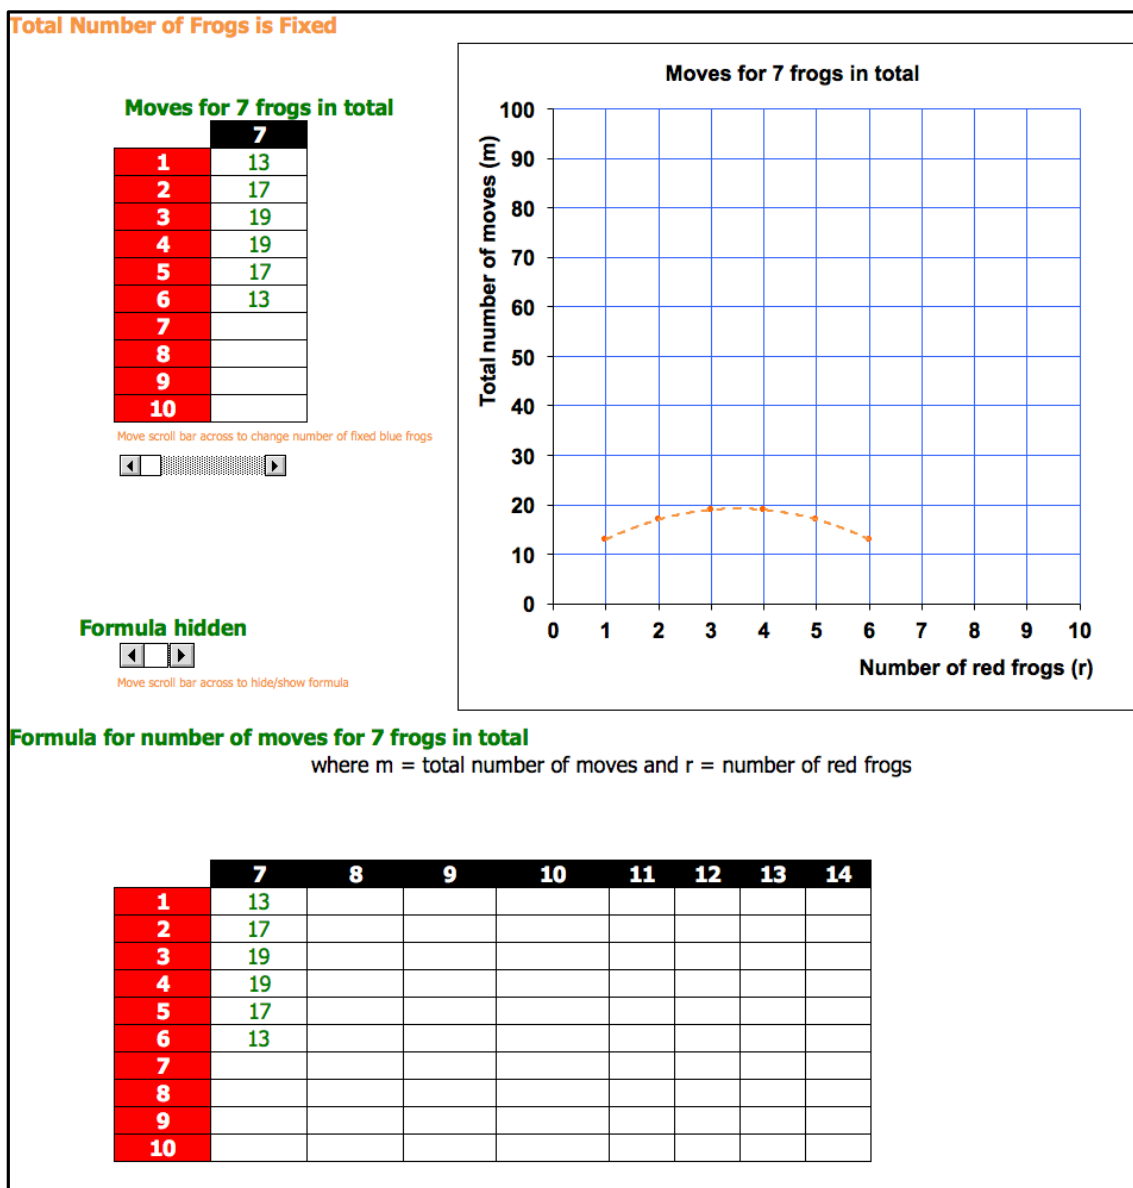 Total Number of Frogs is Fixed
Moves for 7 frogs in total
7
1 13
2 17
3 19
4 19
5 17
6 13
7
8
9
10
Move scroll bar across to change number of fixed blue frogs
Formula hidden
Move scroll bar across to hide/show formula
Moves for 7 frogs in total
Total number of moves (m)
100
90
80
70
60
50
40
30
20
10
0
0 1 2 3 4 5 6 7 8 9 10
Number of red frogs (r)
Formula for number of moves for 7 frogs in total
where m = total number of moves and r = number of red frogs
7 8 9 10 11 12 13 14
1 13
2 17
3 19
4 19
5 17
6 13
7
8
9
10